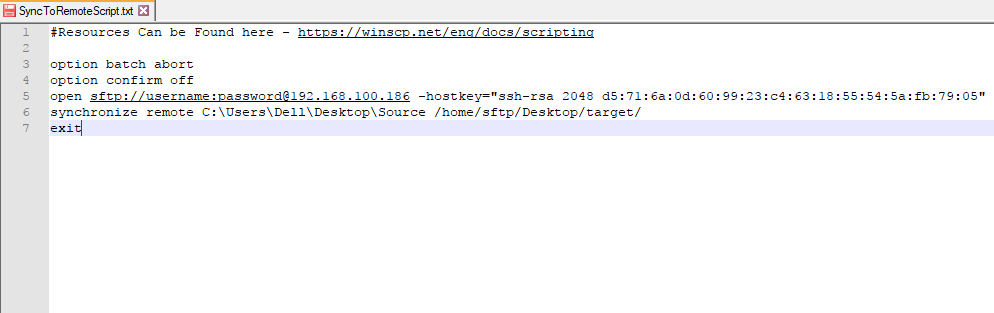 SyncToRemoteScript.txt
1 #Resources Can be Found here - https://winscp.net/eng/docs/scripting
2
3 option batch abort
4 option confirm off
5 open sftp://username:password@192.168.100.186 -hostkey="ssh-rsa 2048 d5:71:6a:0d:60:99:23:c4:63:18:55:54:5a:fb:79:05"
6 synchronize remote C:\Users\Dell\Desktop\Source /home/sftp/Desktop/target/
7 exit